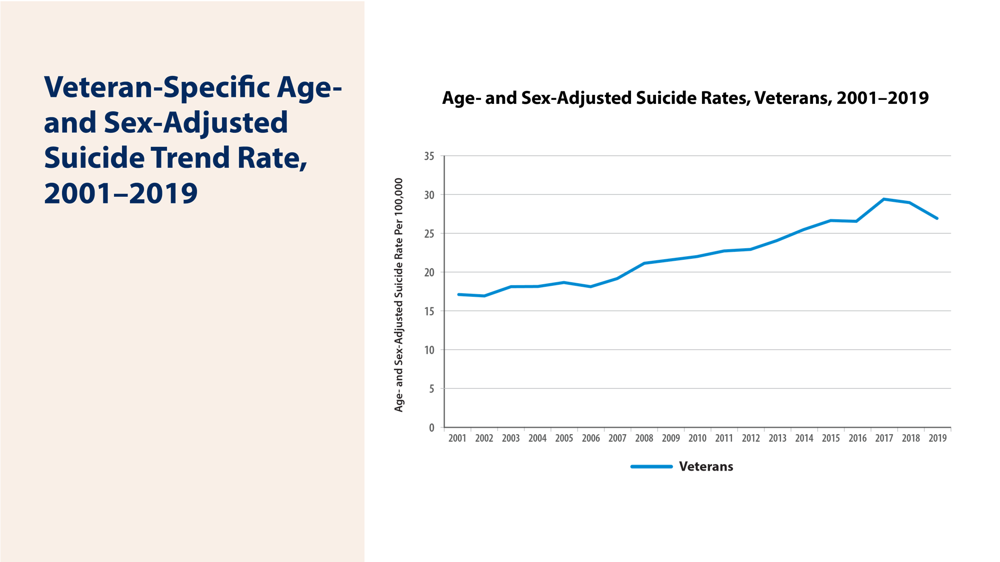 Veteran-Specific Age-
and Sex-Adjusted
Suicide Trend Rate,
2001–2019
Age- and Sex-Adjusted Suicide Rates, Veterans, 2001–2019
Age- and Sex-Adjusted Suicide Rate Per 100,000
35
30
25
20
15
10
5
0
2001 2002 2003 2004 2005 2006 2007 2008 2009 2010 2011 2012 2013 2014 2015 2016 2017 2018 2019
Veterans